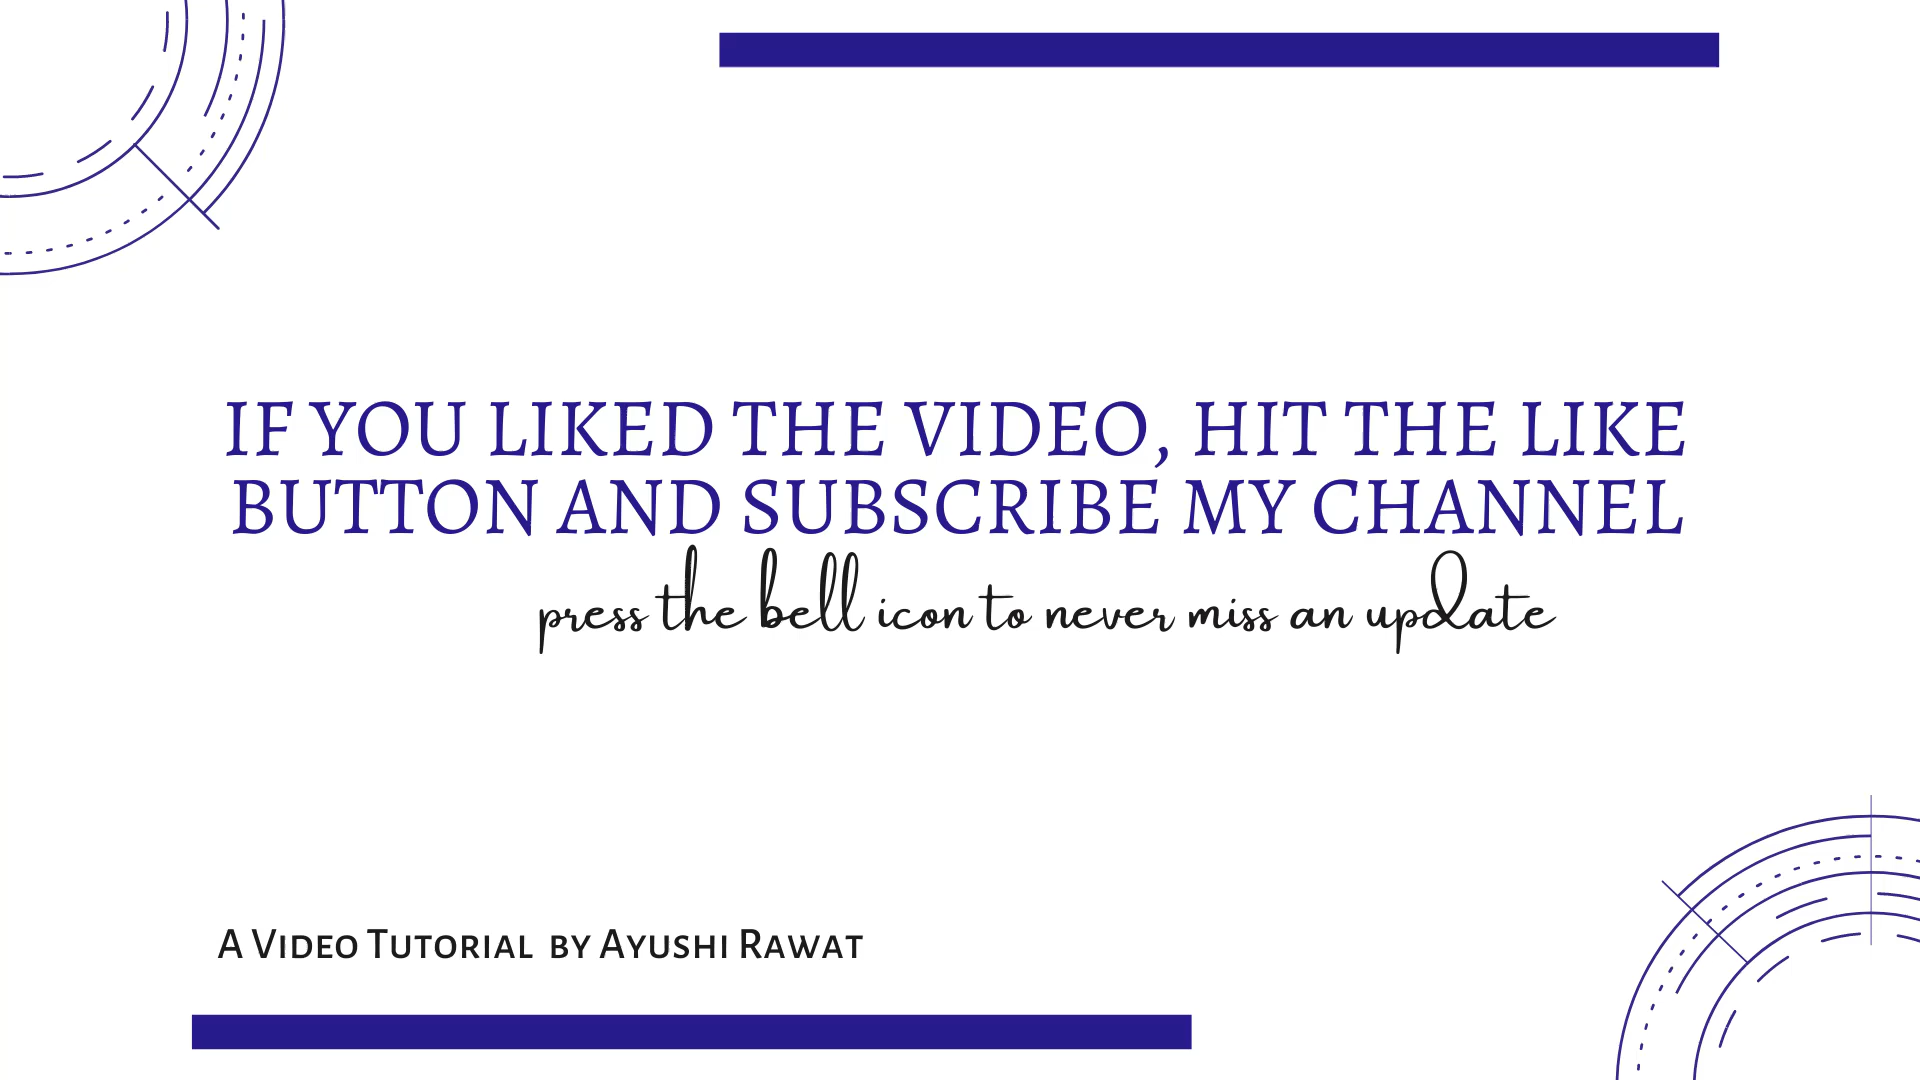 IF YOU LIKED THE VIDEO, HIT THE LIKE
BUTTON AND SUBSCRIBE MY CHANNEL
press the bell icon to never miss an update
A Video Tutorial by Ayushi Rawat